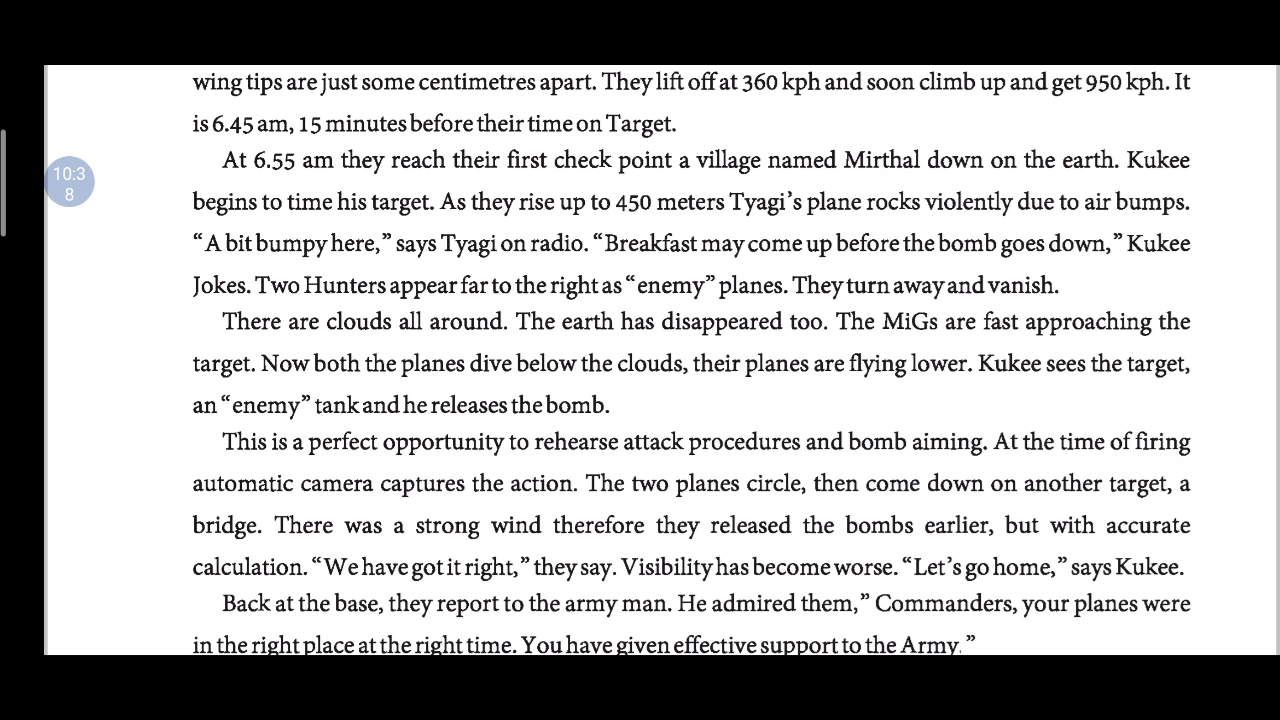 wing tips are just some centimetres apart. They lift off at 360 kph and soon climb up and get 950 kph. It
is 6.45 am, 15 minutes before their time on Target.
At 6.55 am they reach their first check point a village named Mirthal down on the earth. Kukee
10:3
8
begins to time his target. As they rise up to 450 meters Tyagi’s plane rocks violently due to air bumps.
“A bit bumpy here,” says Tyagi on radio. “Breakfast may come up before the bomb goes down,” Kukee
Jokes. Two Hunters appear far to the right as “enemy” planes. They turn away and vanish.
There are clouds all around. The earth has disappeared too. The MiGs are fast approaching the
target. Now both the planes dive below the clouds, their planes are flying lower. Kukee sees the target,
an “enemy” tank and he releases the bomb.
This is a perfect opportunity to rehearse attack procedures and bomb aiming. At the time of firing
automatic camera captures the action. The two planes circle, then come down on another target, a
bridge. There was a strong wind therefore they released the bombs earlier, but with accurate
calculation. “We have got it right,” they say. Visibility has become worse. “Let’s go home,” says Kukee.
Back at the base, they report to the army man. He admired them,” Commanders, your planes were
in the right place at the right time. You have given effective support to the Army. ”